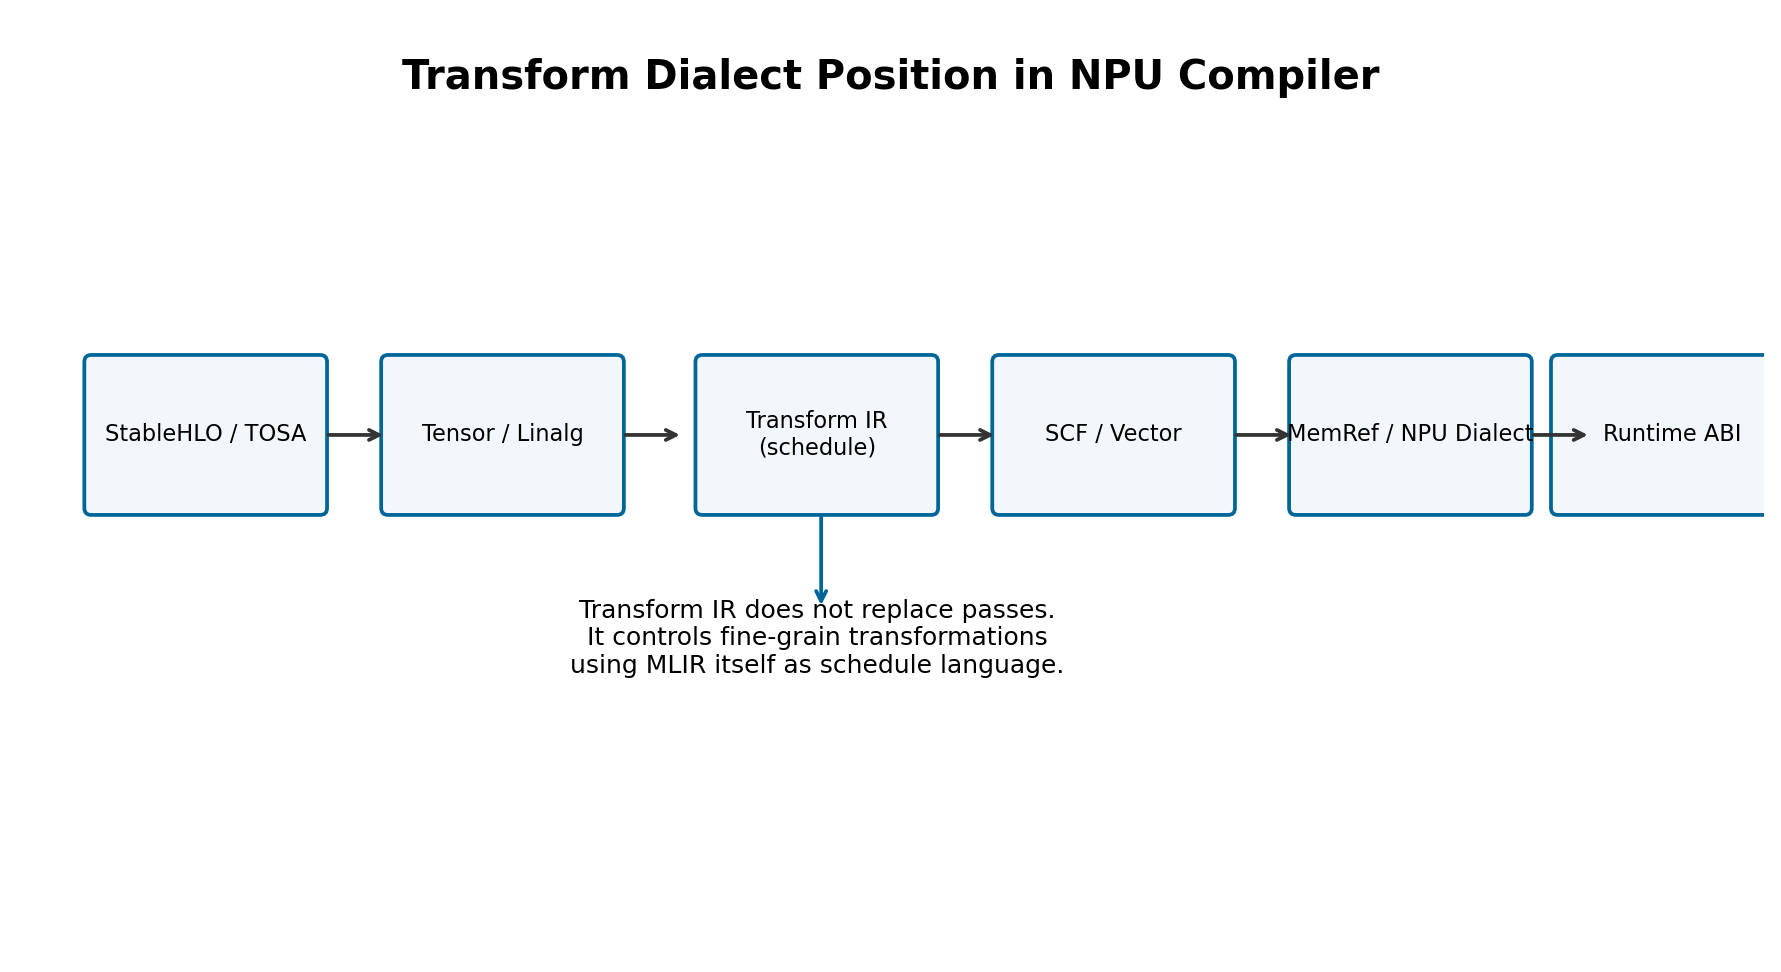 Transform Dialect Position in NPU Compiler
StableHLO / TOSA
Tensor / Linalg
Transform IR
(schedule)
SCF / Vector
MemRef / NPU Dialect
Runtime ABI
Transform IR does not replace passes.
It controls fine-grain transformations
using MLIR itself as schedule language.